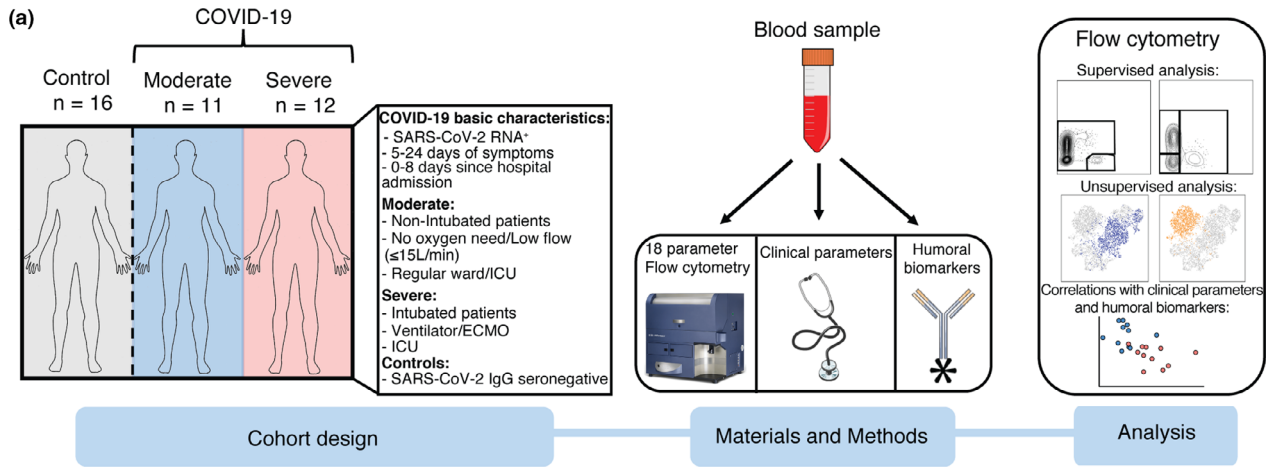 (a)
COVID-19
Control
n = 16
Moderate
n = 11
Severe
n = 12
COVID-19 basic characteristics:
- SARS-CoV-2 RNA⁺
- 5-24 days of symptoms
- 0-8 days since hospital
admission
Moderate:
- Non-Intubated patients
- No oxygen need/Low flow
(≤15L/min)
- Regular ward/ICU
Severe:
- Intubated patients
- Ventilator/ECMO
- ICU
Controls:
- SARS-CoV-2 IgG seronegative
Cohort design
Blood sample
18 parameter
Flow cytometry
Clinical parameters
Humoral
biomarkers
Materials and Methods
Flow cytometry
Supervised analysis:
Unsupervised analysis:
Correlations with clinical parameters
and humoral biomarkers:
Analysis